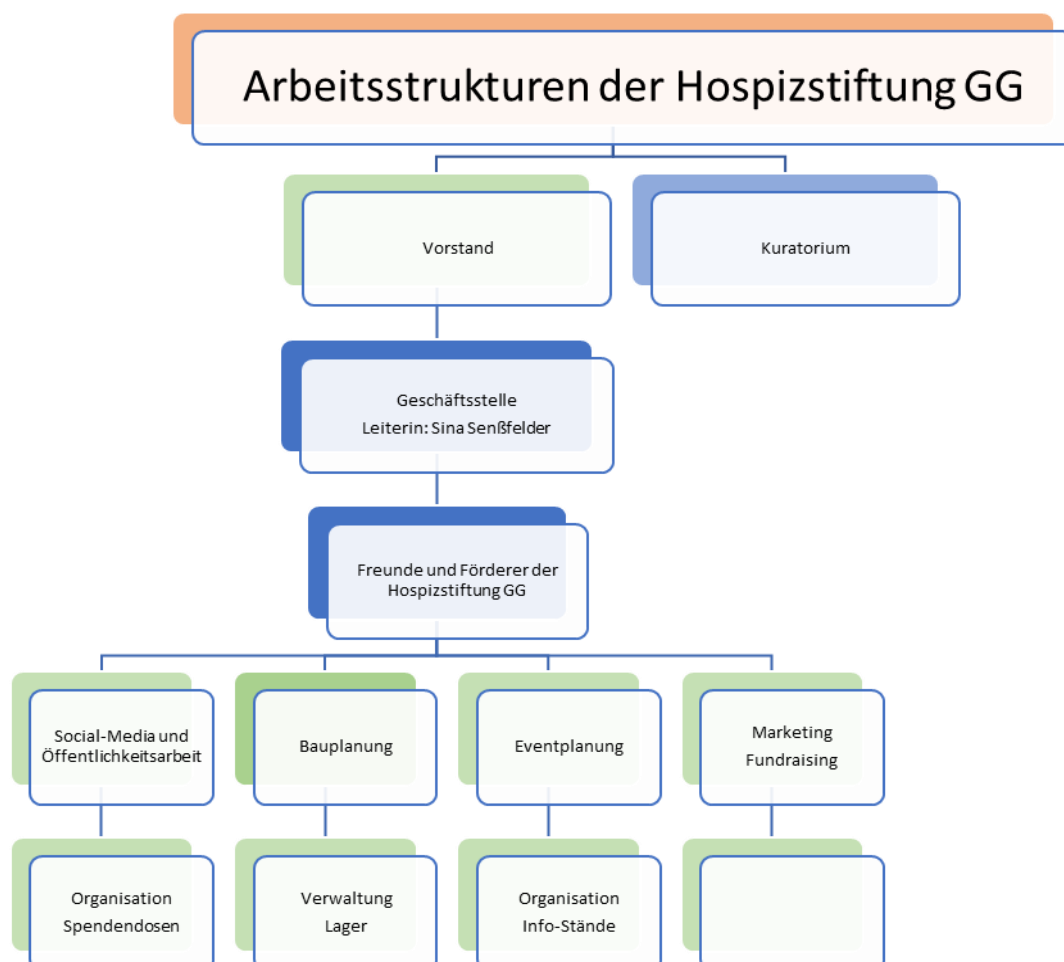 Arbeitsstrukturen der Hospizstiftung GG
Vorstand
Kuratorium
Geschäftsstelle
Leiterin: Sina Senßfelder
Freunde und Förderer der
Hospizstiftung GG
Social-Media und
Öffentlichkeitsarbeit
Bauplanung
Eventplanung
Marketing
Fundraising
Organisation
Spendendosen
Verwaltung
Lager
Organisation
Info-Stände